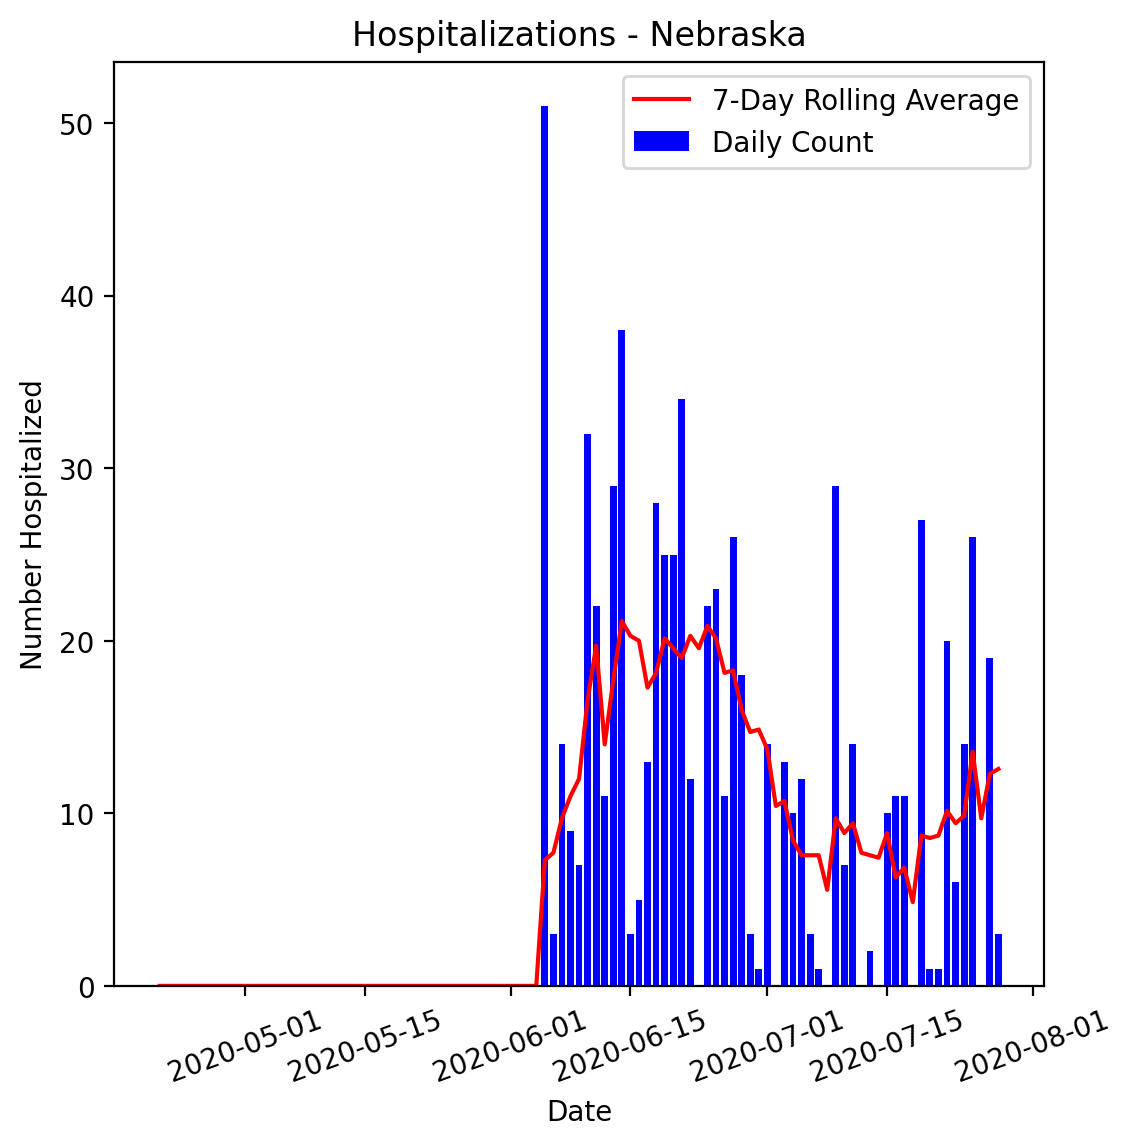 Hospitalizations - Nebraska
7-Day Rolling Average
Daily Count
50
40
30
20
10
0
Number Hospitalized
2020-05-01
2020-05-15
2020-06-01
2020-06-15
2020-07-01
2020-07-15
2020-08-01
Date